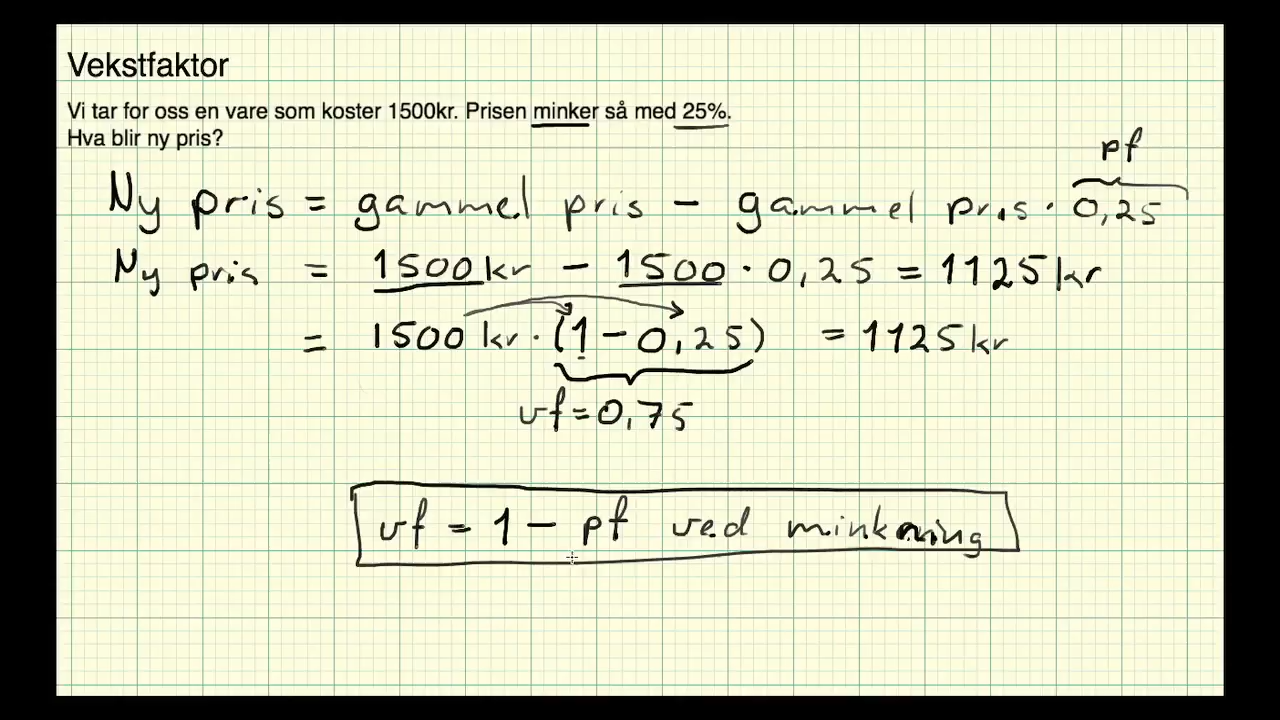 Vekstfaktor
Vi tar for oss en vare som koster 1500kr. Prisen minker så med 25%.
Hva blir ny pris?
pf
Ny pris = gammel pris - gammel pris · 0,25
Ny pris = 1500kr - 1500 · 0,25 = 1125kr
= 1500 kr · (1 - 0,25) = 1125kr
vf = 0,75
vf = 1 - pf ved minkning